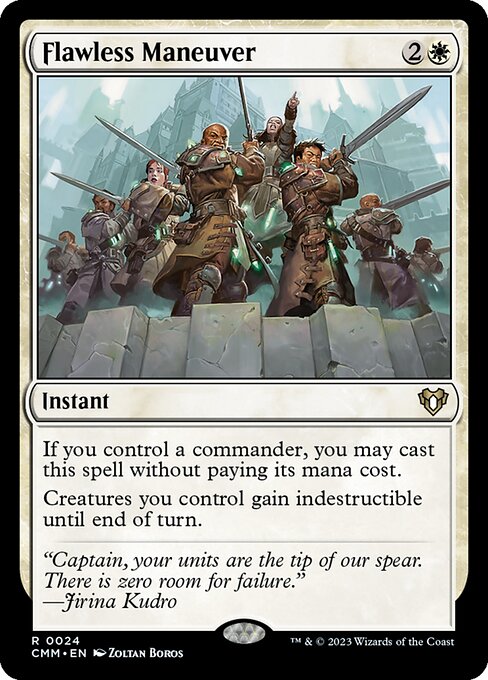 Flawless Maneuver 2
Instant
If you control a commander, you may cast
this spell without paying its mana cost.
Creatures you control gain indestructible
until end of turn.
“Captain, your units are the tip of our spear.
There is zero room for failure.”
—Jirina Kudro
R 0024
CMM • EN Zoltan Boros
™ & © 2023 Wizards of the Coast